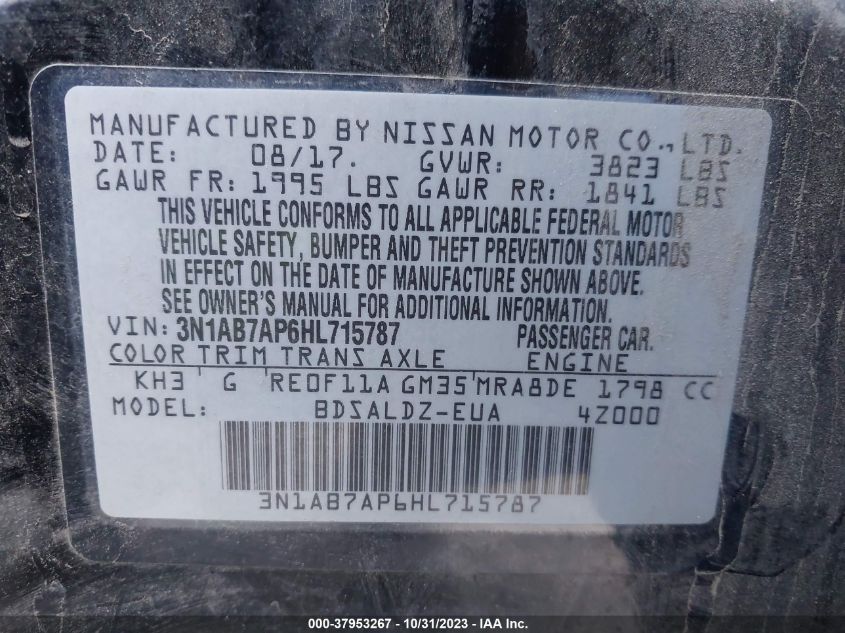 MANUFACTURED BY NISSAN MOTOR CO., LTD.
DATE: 08/17. GVWR: 3823 LBS
GAWR FR: 1995 LBS GAWR RR: 1841 LBS
THIS VEHICLE CONFORMS TO ALL APPLICABLE FEDERAL MOTOR
VEHICLE SAFETY, BUMPER AND THEFT PREVENTION STANDARDS
IN EFFECT ON THE DATE OF MANUFACTURE SHOWN ABOVE.
SEE OWNER'S MANUAL FOR ADDITIONAL INFORMATION.
VIN: 3N1AB7AP6HL715787 PASSENGER CAR.
COLOR TRIM TRANS AXLE ENGINE
KH3 G RE0F11A GM35 MRA8DE 1798 CC
MODEL: BDSALDZ-EUA 4Z000
3N1AB7AP6HL715787
000-37953267 - 10/31/2023 - IAA Inc.